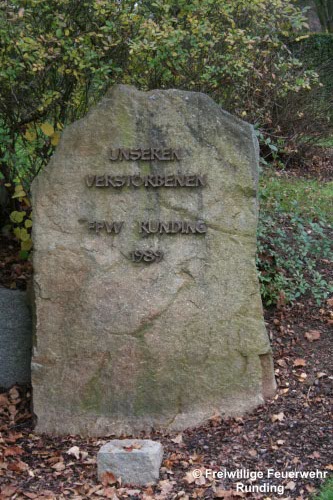 UNSEREN
VERSTORBENEN
FFW RUNDING
1989
© Freiwillige Feuerwehr
Runding